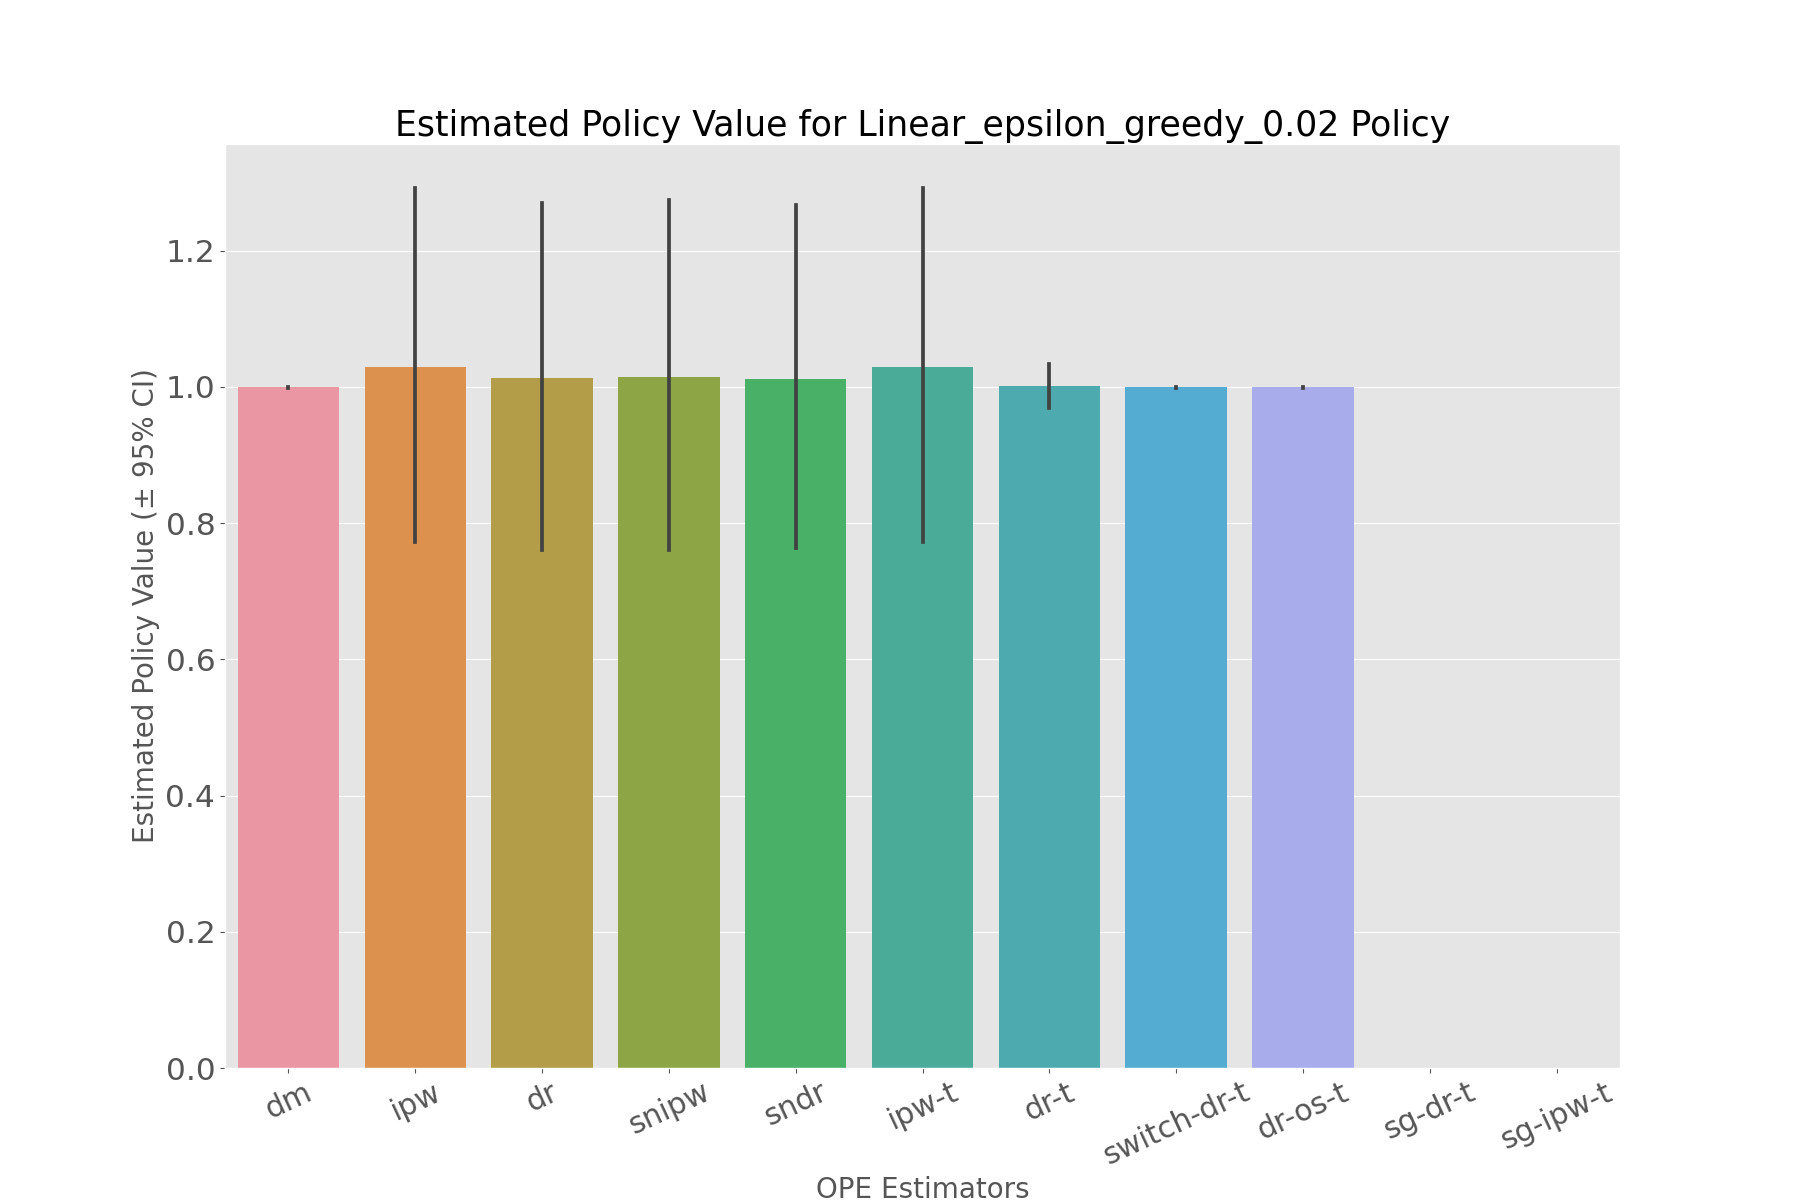 Estimated Policy Value for Linear_epsilon_greedy_0.02 Policy
Estimated Policy Value (± 95% CI)
1.2
1.0
0.8
0.6
0.4
0.2
0.0
dm
ipw
dr
snipw
sndr
ipw-t
dr-t
switch-dr-t
dr-os-t
sg-dr-t
sg-ipw-t
OPE Estimators